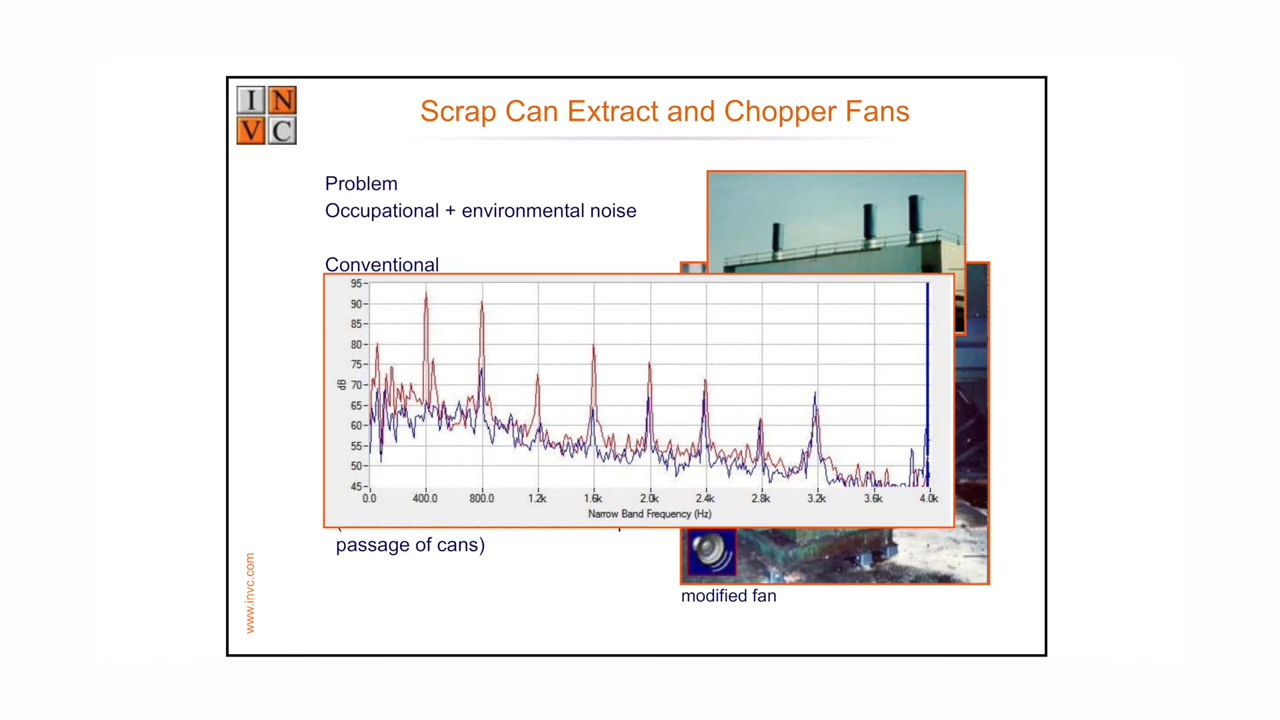 I N
V C
Scrap Can Extract and Chopper Fans
Problem
Occupational + environmental noise
Conventional
95
90
85
80
75
70
65
60
55
50
45
dB
0.0 400.0 800.0 1.2k 1.6k 2.0k 2.4k 2.8k 3.2k 3.6k 4.0k
Narrow Band Frequency (Hz)
passage of cans)
modified fan
www.invc.com